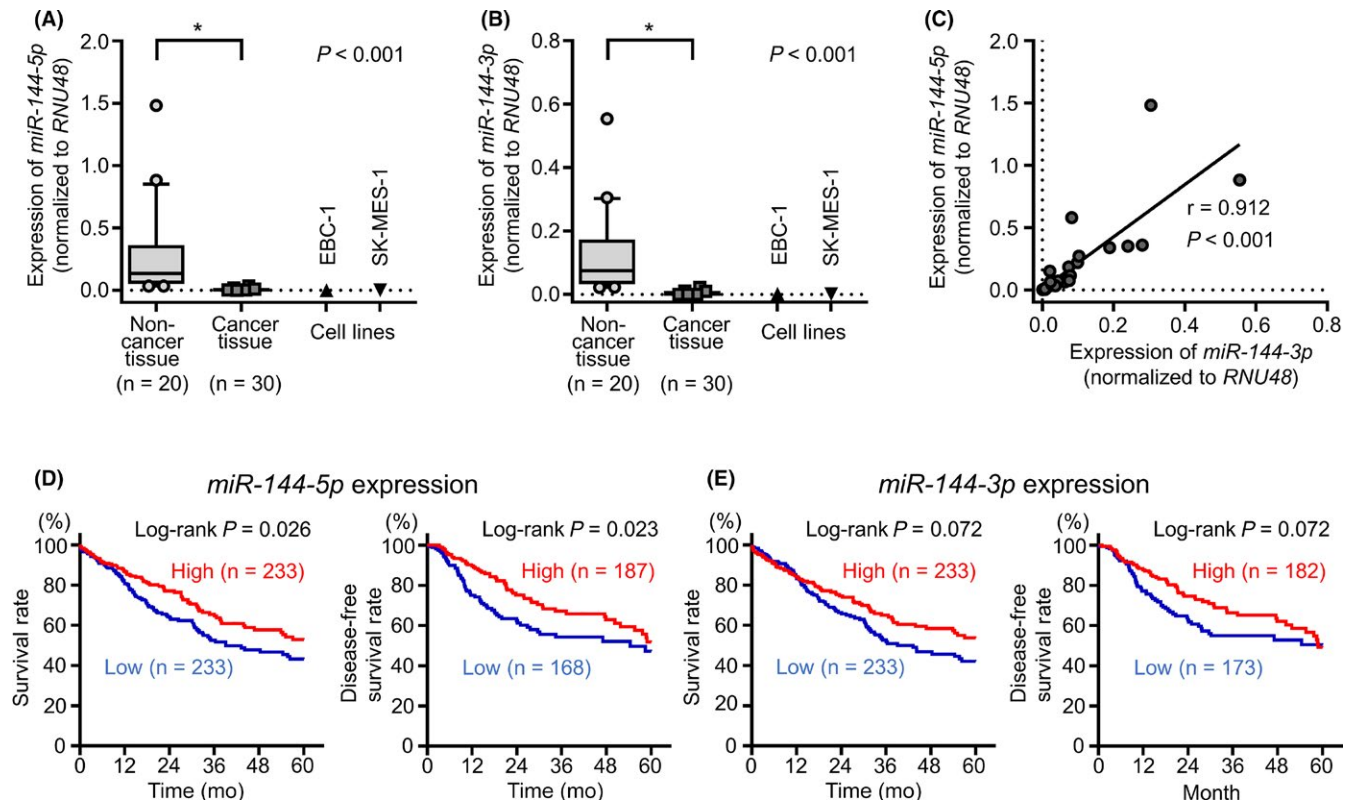 (A)
Expression of miR-144-5p
(normalized to RNU48)
2.0
1.5
1.0
0.5
0.0
*
P < 0.001
EBC-1
SK-MES-1
Non-
cancer
tissue
(n = 20)
Cancer
tissue
(n = 30)
Cell lines
(B)
Expression of miR-144-3p
(normalized to RNU48)
0.8
0.6
0.4
0.2
0.0
*
P < 0.001
EBC-1
SK-MES-1
Non-
cancer
tissue
(n = 20)
Cancer
tissue
(n = 30)
Cell lines
(C)
Expression of miR-144-5p
(normalized to RNU48)
2.0
1.5
1.0
0.5
0.0
r = 0.912
P < 0.001
0.0 0.2 0.4 0.6 0.8
Expression of miR-144-3p
(normalized to RNU48)
(D)
miR-144-5p expression
(%)
Log-rank P = 0.026
Survival rate
100
80
60
40
20
0
High (n = 233)
Low (n = 233)
0 12 24 36 48 60
Time (mo)
(%)
Log-rank P = 0.023
Disease-free
survival rate
100
80
60
40
20
0
High (n = 187)
Low (n = 168)
0 12 24 36 48 60
Time (mo)
(E)
miR-144-3p expression
(%)
Log-rank P = 0.072
Survival rate
100
80
60
40
20
0
High (n = 233)
Low (n = 233)
0 12 24 36 48 60
Time (mo)
(%)
Log-rank P = 0.072
Disease-free
survival rate
100
80
60
40
20
0
High (n = 182)
Low (n = 173)
0 12 24 36 48 60
Month